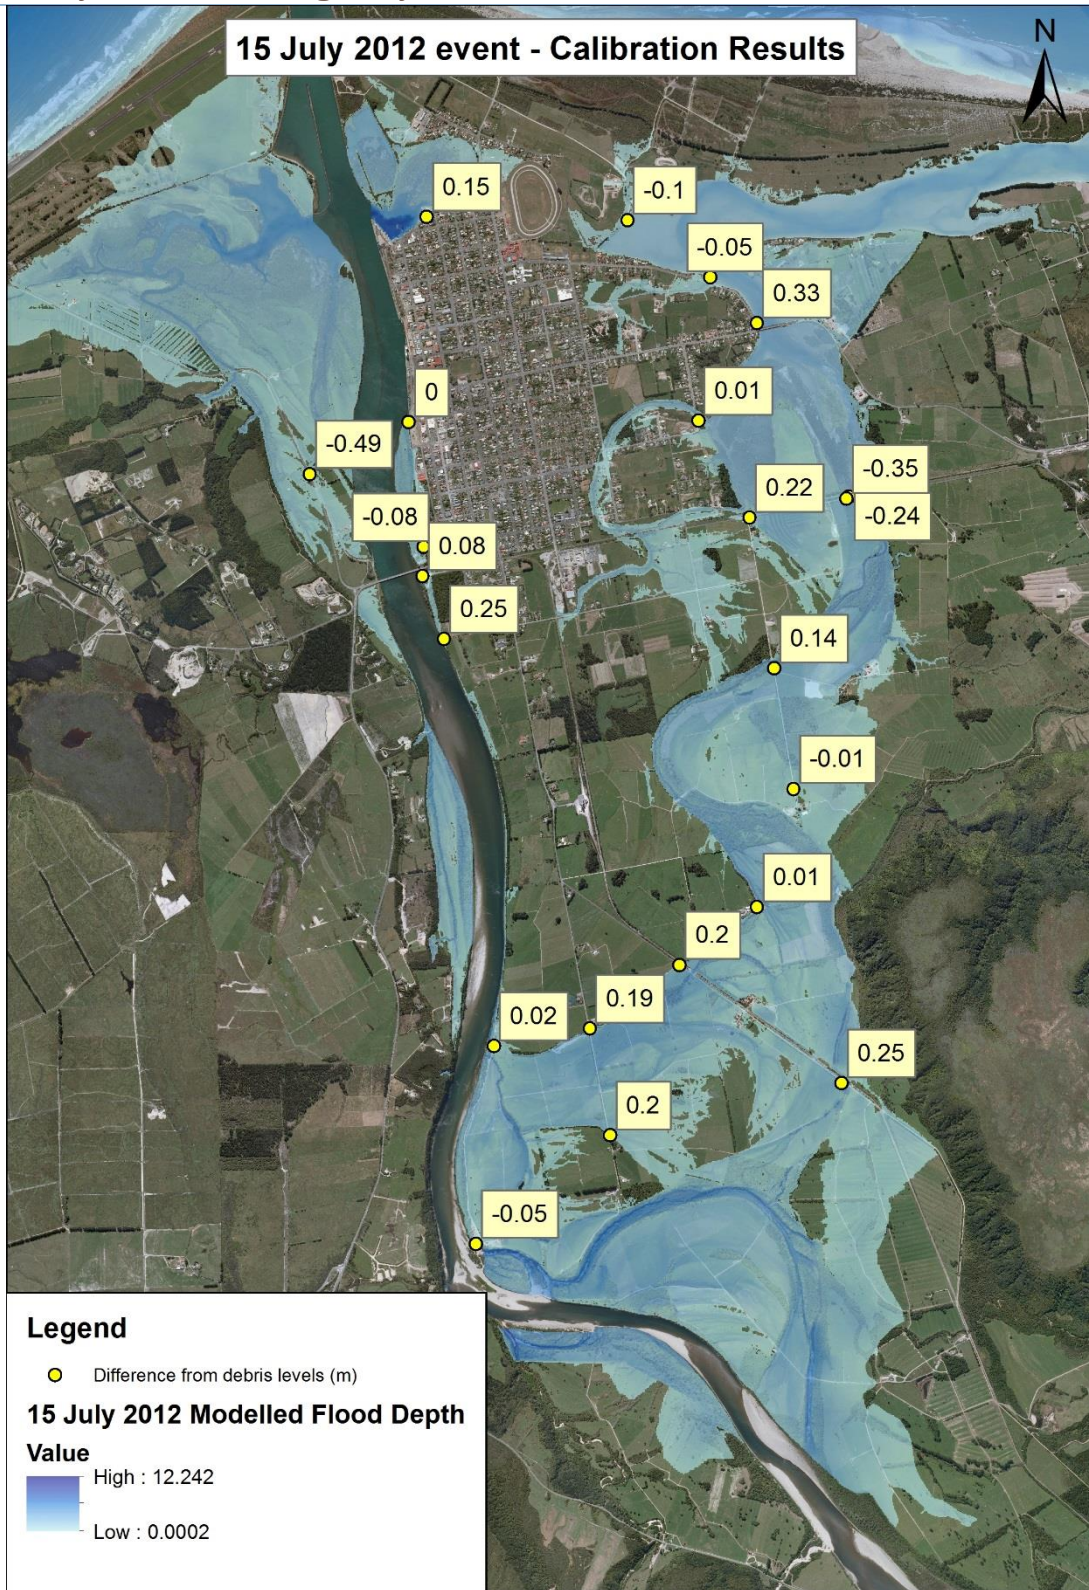 15 July 2012 event - Calibration Results
N
0.15
-0.1
-0.05
0.33
0
0.01
-0.49
-0.35
0.22
-0.24
-0.08
0.08
0.25
0.14
-0.01
0.01
0.2
0.19
0.02
0.25
0.2
-0.05
Legend
Difference from debris levels (m)
15 July 2012 Modelled Flood Depth
Value
High : 12.242
Low : 0.0002